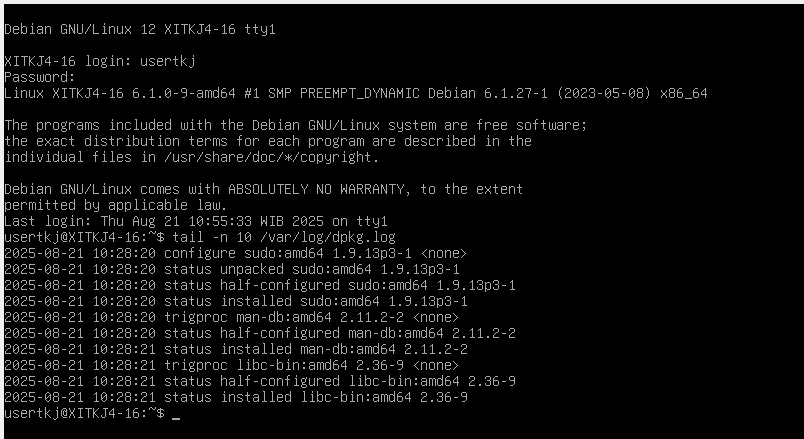 Debian GNU/Linux 12 XITKJ4-16 tty1
XITKJ4-16 login: usertkj
Password:
Linux XITKJ4-16 6.1.0-9-amd64 #1 SMP PREEMPT_DYNAMIC Debian 6.1.27-1 (2023-05-08) x86_64
The programs included with the Debian GNU/Linux system are free software;
the exact distribution terms for each program are described in the
individual files in /usr/share/doc/*/copyright.
Debian GNU/Linux comes with ABSOLUTELY NO WARRANTY, to the extent
permitted by applicable law.
Last login: Thu Aug 21 10:55:33 WIB 2025 on tty1
usertkj@XITKJ4-16:~$ tail -n 10 /var/log/dpkg.log
2025-08-21 10:28:20 configure sudo:amd64 1.9.13p3-1 <none>
2025-08-21 10:28:20 status unpacked sudo:amd64 1.9.13p3-1
2025-08-21 10:28:20 status half-configured sudo:amd64 1.9.13p3-1
2025-08-21 10:28:20 status installed sudo:amd64 1.9.13p3-1
2025-08-21 10:28:20 trigproc man-db:amd64 2.11.2-2 <none>
2025-08-21 10:28:20 status half-configured man-db:amd64 2.11.2-2
2025-08-21 10:28:21 status installed man-db:amd64 2.11.2-2
2025-08-21 10:28:21 trigproc libc-bin:amd64 2.36-9 <none>
2025-08-21 10:28:21 status half-configured libc-bin:amd64 2.36-9
2025-08-21 10:28:21 status installed libc-bin:amd64 2.36-9
usertkj@XITKJ4-16:~$ _